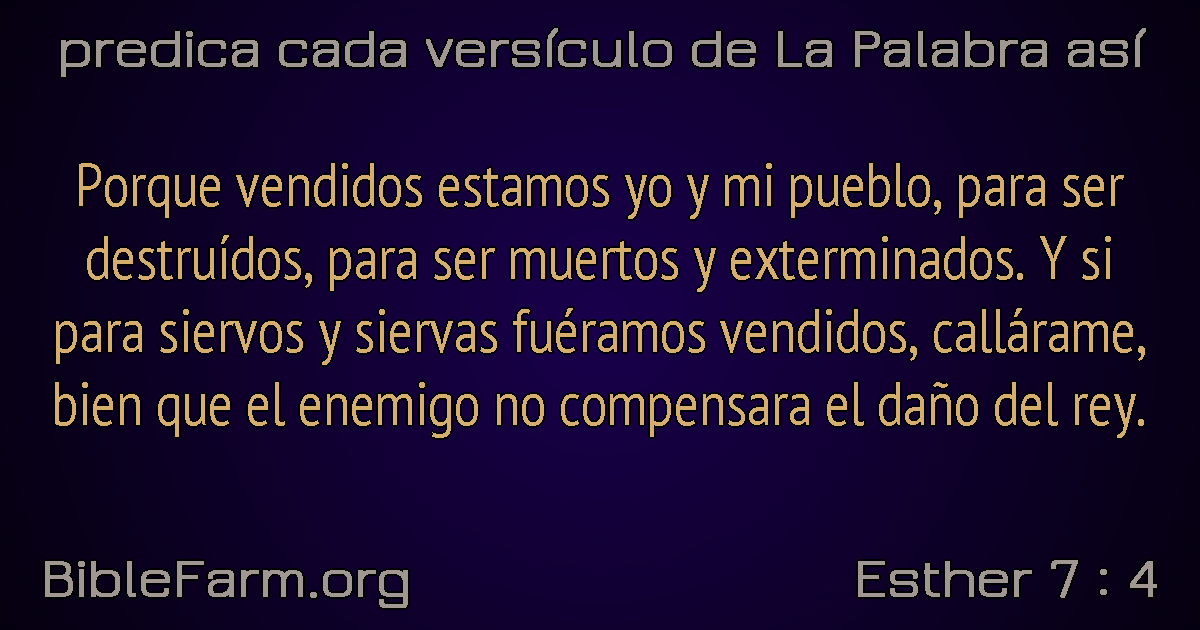 predica cada versículo de La Palabra así
Porque vendidos estamos yo y mi pueblo, para ser
destruídos, para ser muertos y exterminados. Y si
para siervos y siervas fuéramos vendidos, callárame,
bien que el enemigo no compensara el daño del rey.
BibleFarm.org
Esther 7 : 4